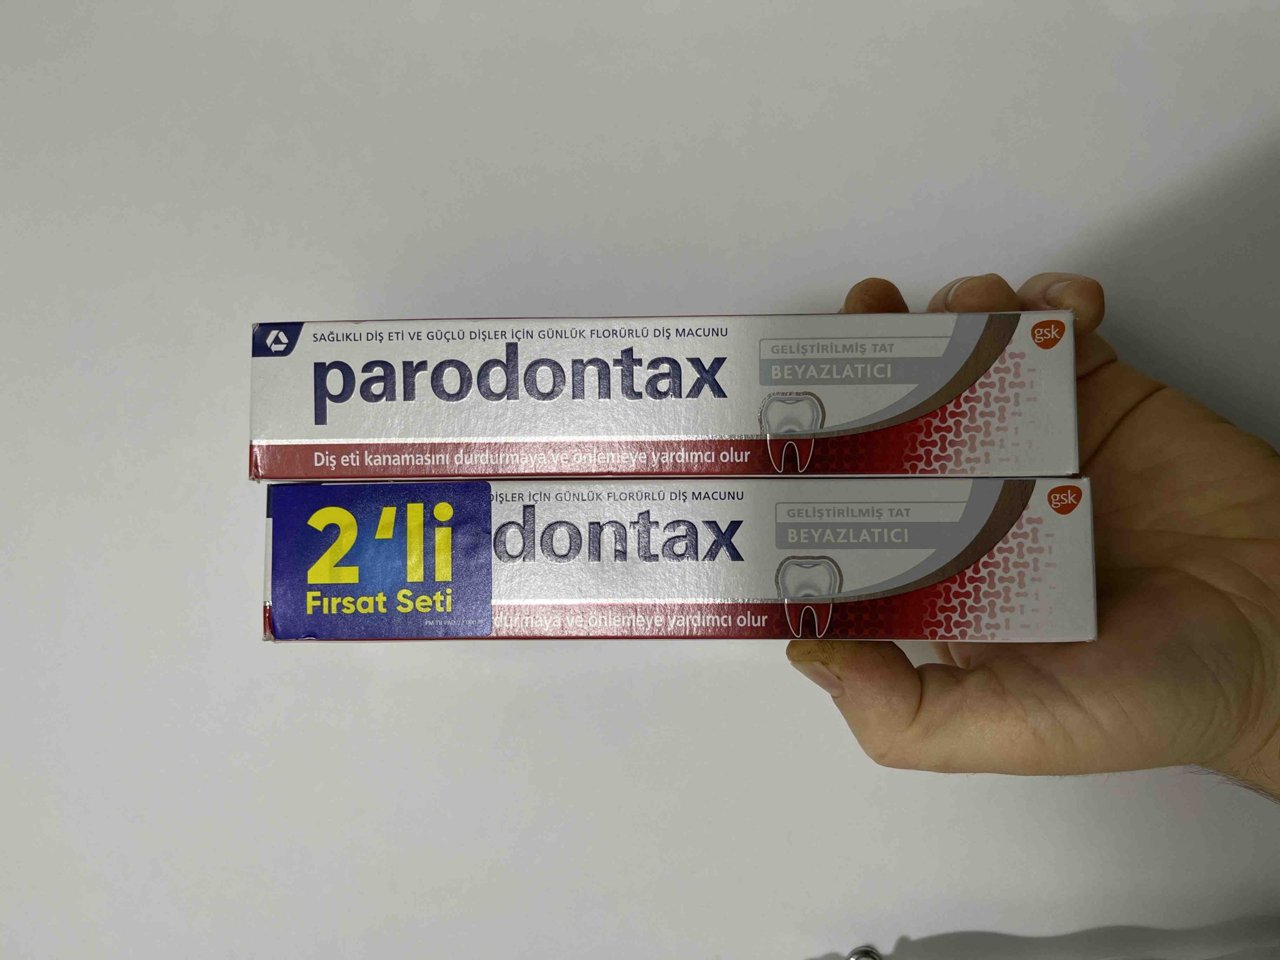 SAĞLIKLI DİŞ ETİ VE GÜÇLÜ DİŞLER İÇİN GÜNLÜK FLORÜRLÜ DİŞ MACUNU
parodontax
GELİŞTİRİLMİŞ TAT
BEYAZLATICI
gsk
Diş eti kanamasını durdurmaya ve önlemeye yardımcı olur
2'li
Fırsat Seti
DİŞLER İÇİN GÜNLÜK FLORÜRLÜ DİŞ MACUNU
dontax
GELİŞTİRİLMİŞ TAT
BEYAZLATICI
gsk
durdurmaya ve önlemeye yardımcı olur